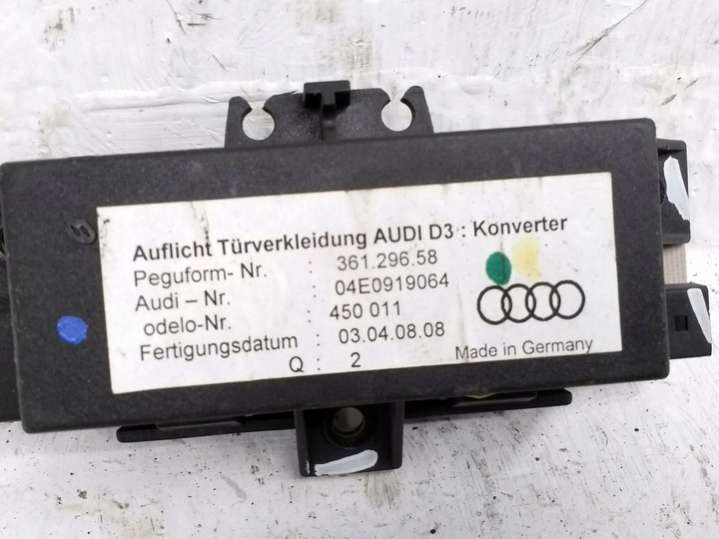 Auflicht Türverkleidung AUDI D3 : Konverter
Peguform- Nr. : 361.296.58
Audi – Nr. : 04E0919064
odelo-Nr. : 450 011
Fertigungsdatum : 03.04.08.08
Q : 2
Made in Germany